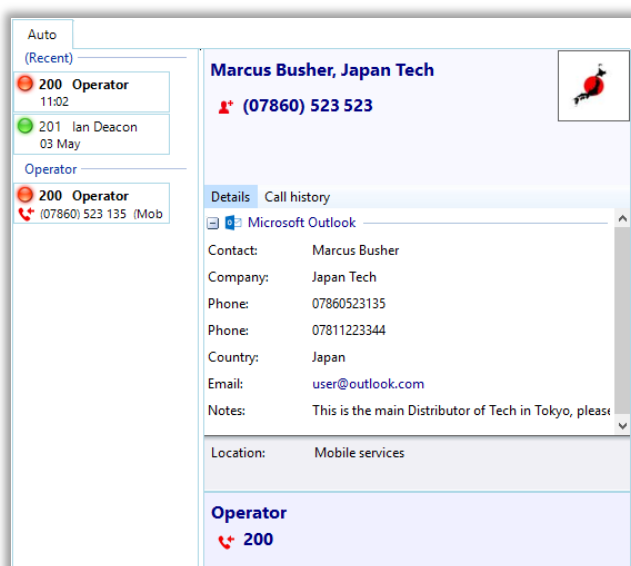 Auto
(Recent)
200 Operator
11:02
201 Ian Deacon
03 May
Operator
200 Operator
(07860) 523 135 (Mob
Marcus Busher, Japan Tech
(07860) 523 523
Details Call history
Microsoft Outlook
Contact: Marcus Busher
Company: Japan Tech
Phone: 07860523135
Phone: 07811223344
Country: Japan
Email: user@outlook.com
Notes: This is the main Distributor of Tech in Tokyo, please
Location: Mobile services
Operator
200